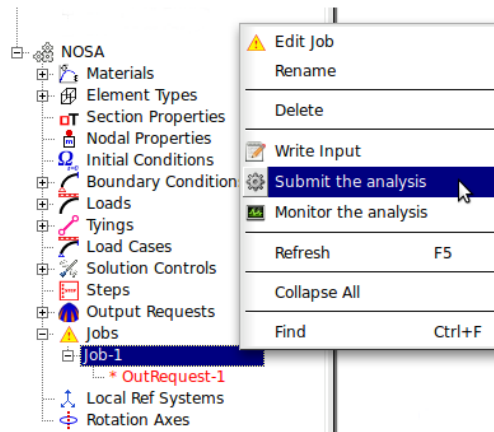 NOSA
Materials
Element Types
Section Properties
Nodal Properties
Initial Conditions
Boundary Condition
Loads
Tyings
Load Cases
Solution Controls
Steps
Output Requests
Jobs
Job-1
* OutRequest-1
Local Ref Systems
Rotation Axes
Edit Job
Rename
Delete
Write Input
Submit the analysis
Monitor the analysis
Refresh F5
Collapse All
Find Ctrl+F